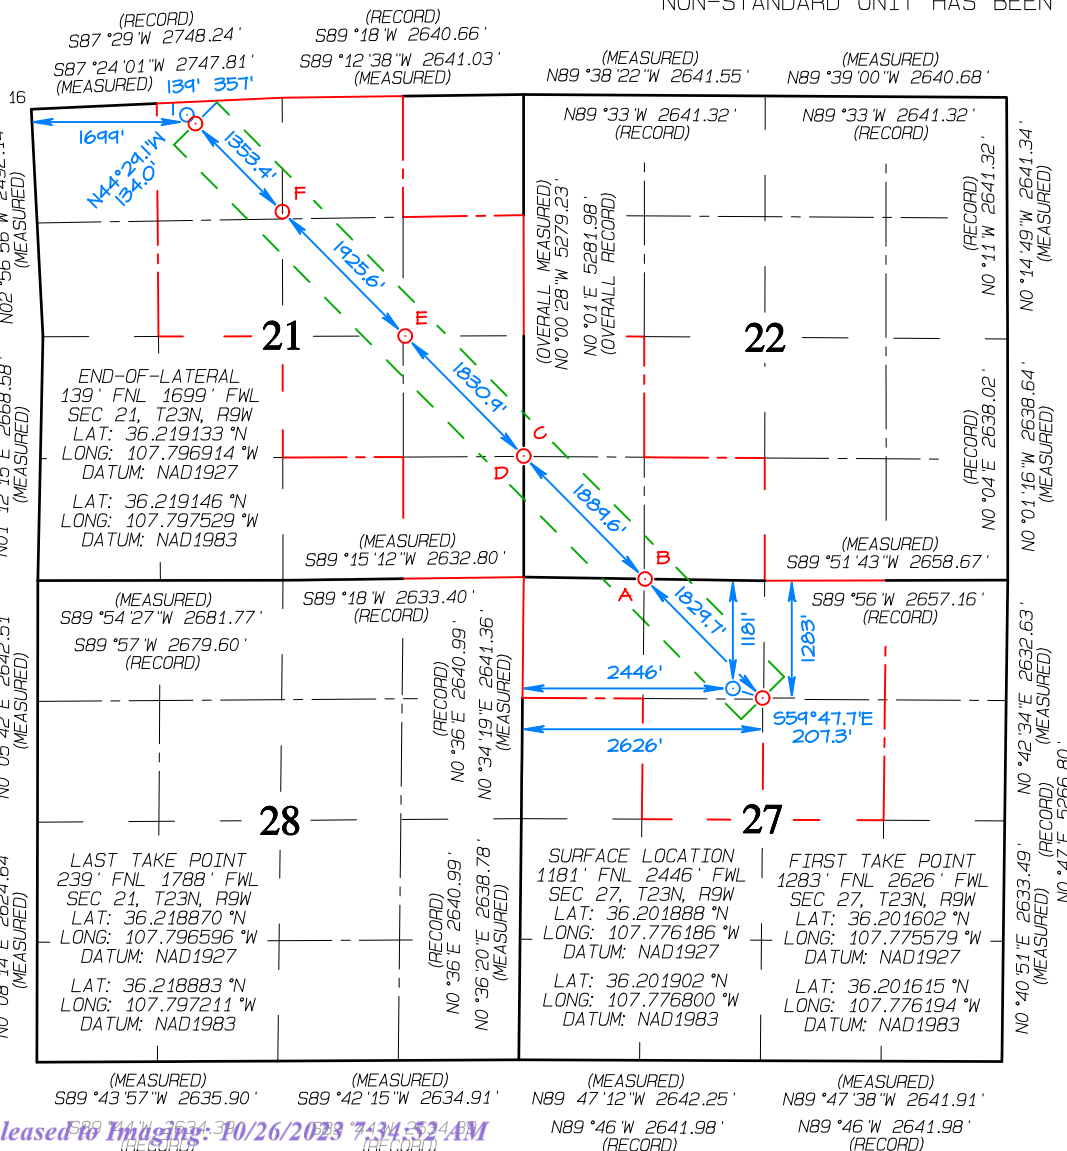 NON-STANDARD UNIT HAS BEEN
(RECORD)
S87°29'W 2748.24'
S87°24'01"W 2747.81'
(MEASURED)
(RECORD)
S89°18'W 2640.66'
S89°12'38"W 2641.03'
(MEASURED)
(MEASURED)
N89°38'22"W 2641.55'
(MEASURED)
N89°39'00"W 2640.68'
N89°33'W 2641.32'
(RECORD)
N89°33'W 2641.32'
(RECORD)
16
139' 357'
1699'
N44°29.1'W
134.0'
1353.4'
F
1925.6'
E
1830.9'
C
D
1889.6'
B
A
1829.7'
1181'
1283'
2446'
2626'
S59°47.7'E
207.3'
(MEASURED)
(OVERALL MEASURED)
N0°00'28"W 5279.23'
N0°01'E 5281.98'
(OVERALL RECORD)
(RECORD)
N0°11'W 2641.32'
N0°14'49"W 2641.34'
(MEASURED)
21
22
END-OF-LATERAL
139' FNL 1699' FWL
SEC 21, T23N, R9W
LAT: 36.219133°N
LONG: 107.796914°W
DATUM: NAD1927
LAT: 36.219146°N
LONG: 107.797529°W
DATUM: NAD1983
(MEASURED)
(RECORD)
N0°04'E 2638.02'
N0°01'16"W 2638.64'
(MEASURED)
(MEASURED)
S89°15'12"W 2632.80'
(MEASURED)
S89°51'43"W 2658.67'
(MEASURED)
S89°54'27"W 2681.77'
S89°57'W 2679.60'
(RECORD)
S89°18'W 2633.40'
(RECORD)
S89°56'W 2657.16'
(RECORD)
(MEASURED)
(RECORD)
N0°36'E 2640.99'
N0°34'19"E 2641.36'
(MEASURED)
N0°42'34"E 2632.63'
(MEASURED)
(RECORD)
28
27
LAST TAKE POINT
239' FNL 1788' FWL
SEC 21, T23N, R9W
LAT: 36.218870°N
LONG: 107.796596°W
DATUM: NAD1927
LAT: 36.218883°N
LONG: 107.797211°W
DATUM: NAD1983
(MEASURED)
(RECORD)
N0°36'E 2640.99'
N0°36'20"E 2638.78'
(MEASURED)
SURFACE LOCATION
1181' FNL 2446' FWL
SEC 27, T23N, R9W
LAT: 36.201888°N
LONG: 107.776186°W
DATUM: NAD1927
LAT: 36.201902°N
LONG: 107.776800°W
DATUM: NAD1983
FIRST TAKE POINT
1283' FNL 2626' FWL
SEC 27, T23N, R9W
LAT: 36.201602°N
LONG: 107.775579°W
DATUM: NAD1927
LAT: 36.201615°N
LONG: 107.776194°W
DATUM: NAD1983
N0°40'51"E 2633.49'
(MEASURED)
(MEASURED)
S89°43'57"W 2635.90'
(MEASURED)
S89°42'15"W 2634.91'
(MEASURED)
N89 47'12"W 2642.25'
N89°46'W 2641.98'
(RECORD)
(MEASURED)
N89°47'38"W 2641.91'
N89°46'W 2641.98'
(RECORD)
leased to Imaging: 10/26/2023 7:34:52 AM
(RECORD)
(RECORD)